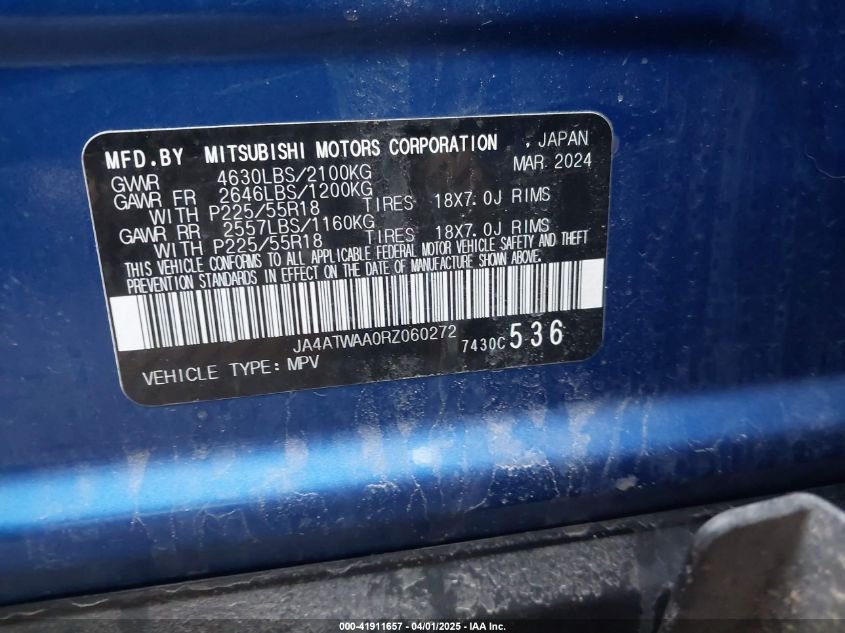 MFD.BY MITSUBISHI MOTORS CORPORATION , JAPAN
MAR 2024
GVWR 4630LBS/2100KG
GAWR FR 2646LBS/1200KG
WITH P225/55R18 TIRES 18X7.0J RIMS
GAWR RR 2557LBS/1160KG
WITH P225/55R18 TIRES 18X7.0J RIMS
THIS VEHICLE CONFORMS TO ALL APPLICABLE FEDERAL MOTOR VEHICLE SAFETY AND THEFT
PREVENTION STANDARDS IN EFFECT ON THE DATE OF MANUFACTURE SHOWN ABOVE.
JA4ATWAA0RZ060272 7430C 536
VEHICLE TYPE: MPV
000-41911657 - 04/01/2025 - IAA Inc.